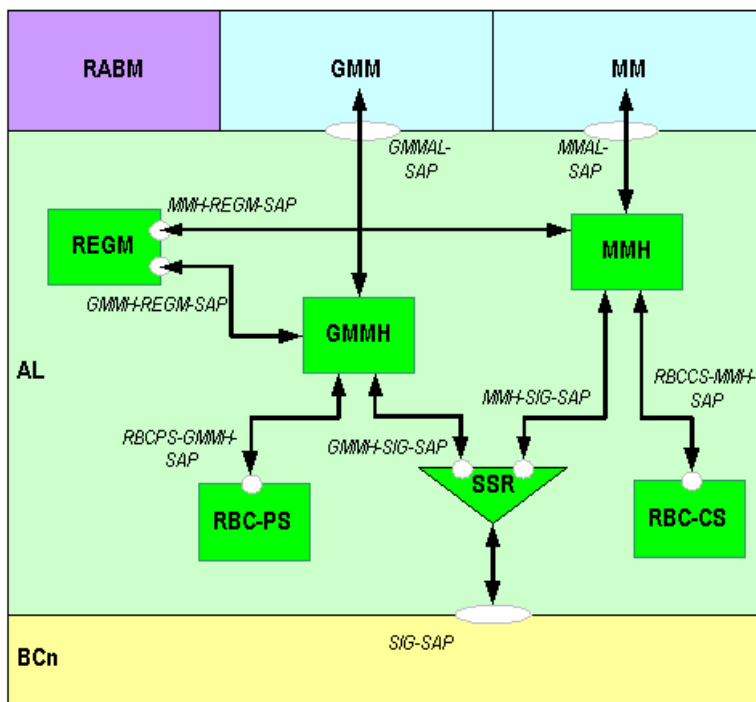 RABM
GMM
MM
GMMAL-
SAP
MMAL-
SAP
MMH-REGM-SAP
REGM
MMH
GMMH-REGM-SAP
GMMH
AL
RBCCS-MMH-
SAP
MMH-SIG-SAP
RBCPS-GMMH-
SAP
GMMH-SIG-SAP
SSR
RBC-PS
RBC-CS
SIG-SAP
BCn